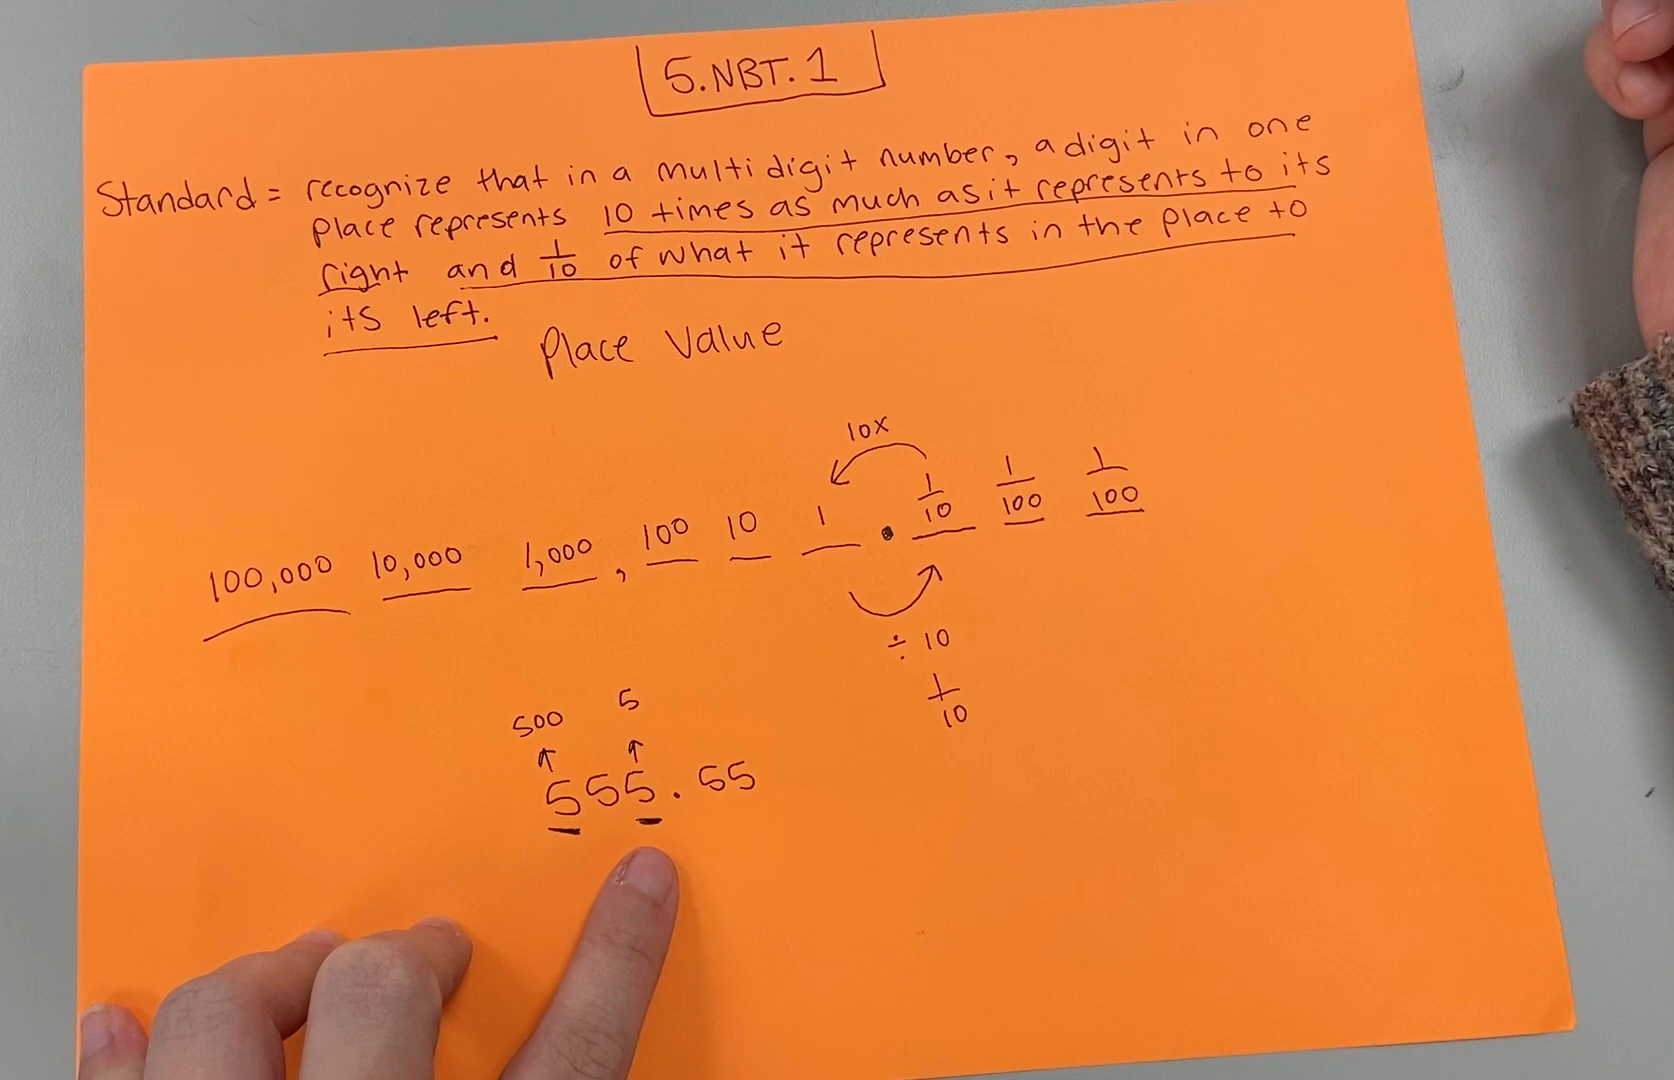 5.NBT.1
Standard = recognize that in a multi digit number, a digit in one
place represents 10 times as much as it represents to its
right and 1/10 of what it represents in the place to
its left.
Place Value
10x
100,000 10,000 1,000 , 100 10 1 . 1/10 1/100 1/100
÷ 10
1/10
500 5
555.55